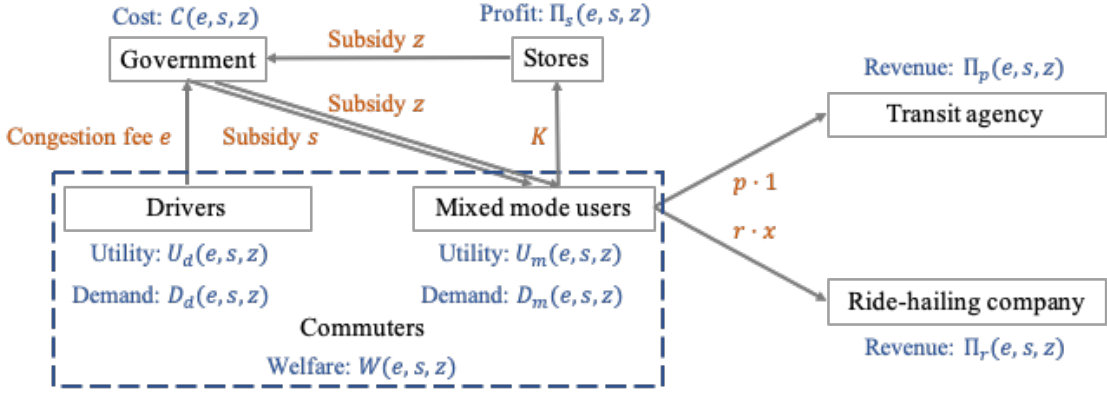 Cost: C(e,s,z)
Profit: Π_s(e,s,z)
Government
Subsidy z
Stores
Revenue: Π_p(e,s,z)
Subsidy z
Transit agency
Congestion fee e
Subsidy s
K
Drivers
Mixed mode users
p · 1
r · x
Utility: U_d(e,s,z)
Utility: U_m(e,s,z)
Demand: D_d(e,s,z)
Demand: D_m(e,s,z)
Ride-hailing company
Commuters
Revenue: Π_r(e,s,z)
Welfare: W(e,s,z)